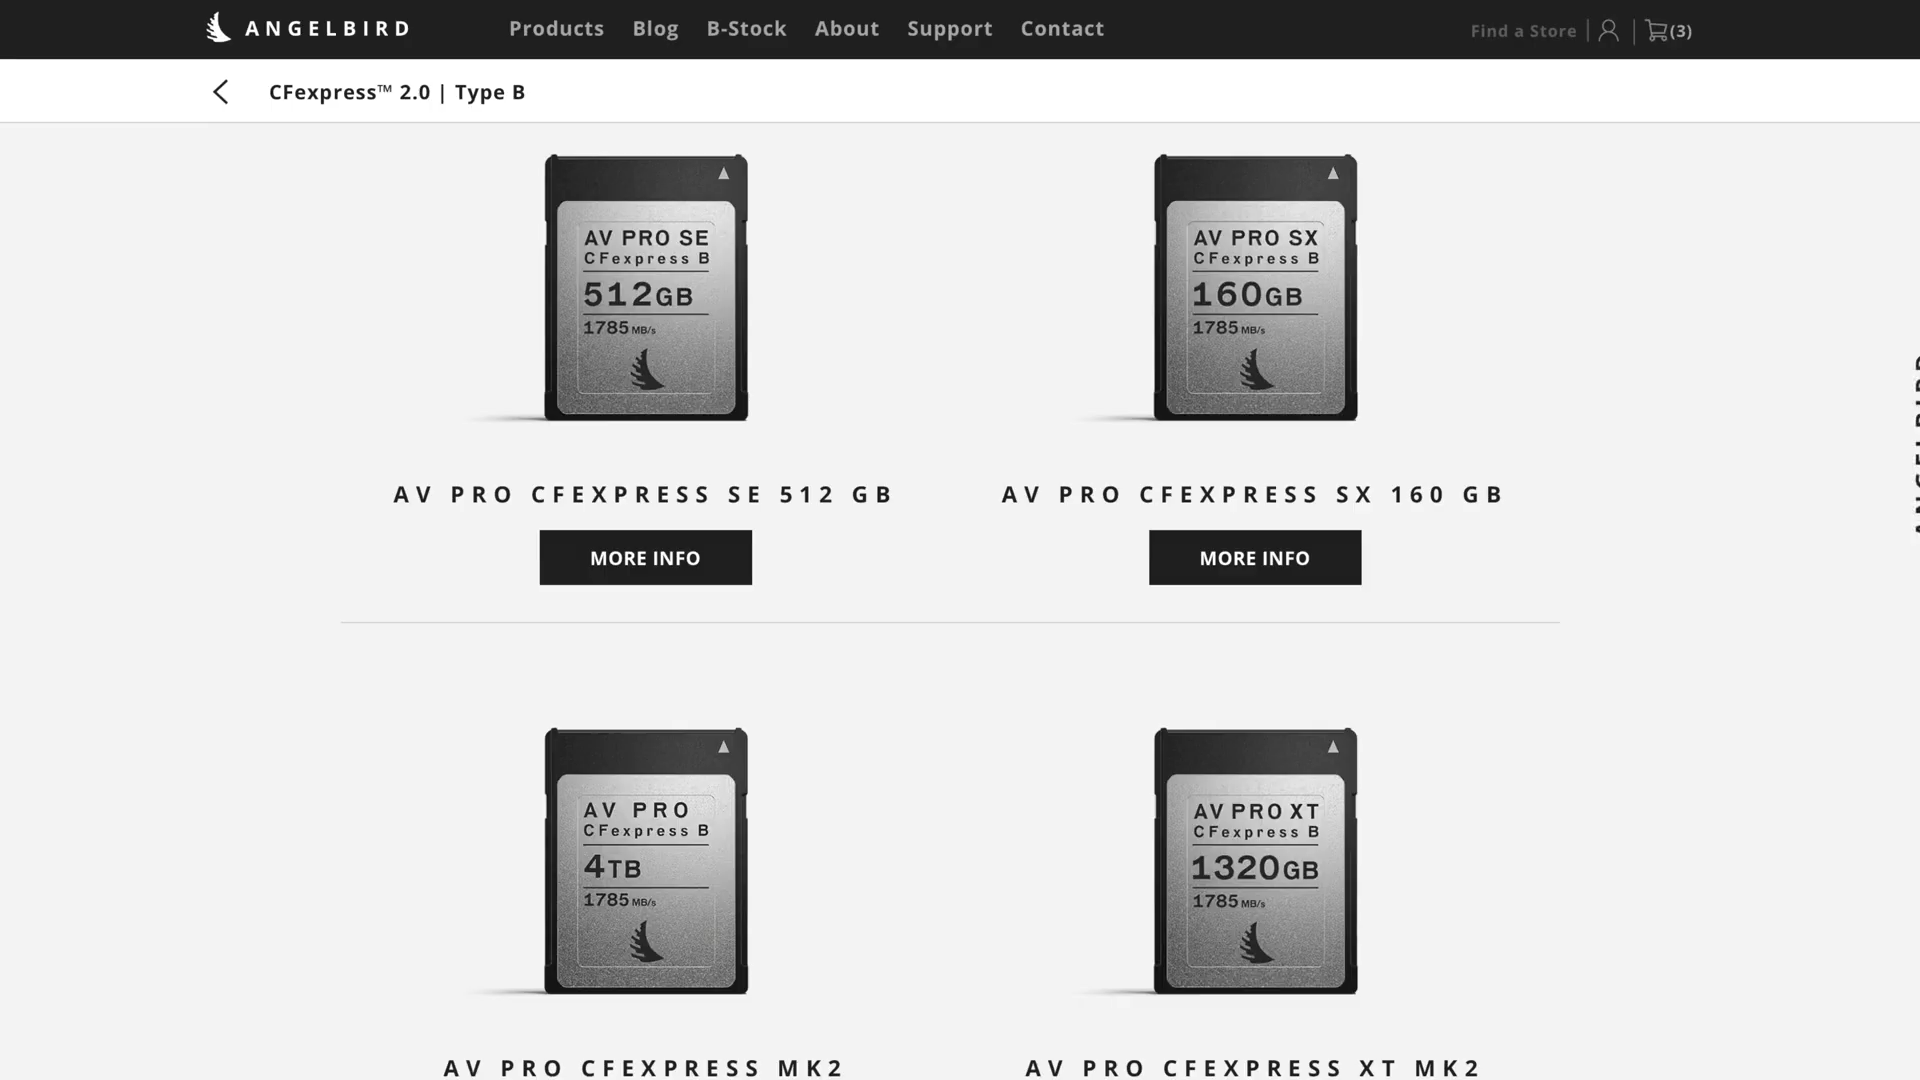 ANGELBIRD
Products Blog B-Stock About Support Contact
Find a Store
(3)
CFexpress™ 2.0 | Type B
AV PRO SE
CFexpress B
512GB
1785 MB/s
AV PRO CFEXPRESS SE 512 GB
MORE INFO
AV PRO SX
CFexpress B
160GB
1785 MB/s
AV PRO CFEXPRESS SX 160 GB
MORE INFO
AV PRO
CFexpress B
4TB
1785 MB/s
AV PRO CFEXPRESS MK2
AV PRO XT
CFexpress B
1320GB
1785 MB/s
AV PRO CFEXPRESS XT MK2